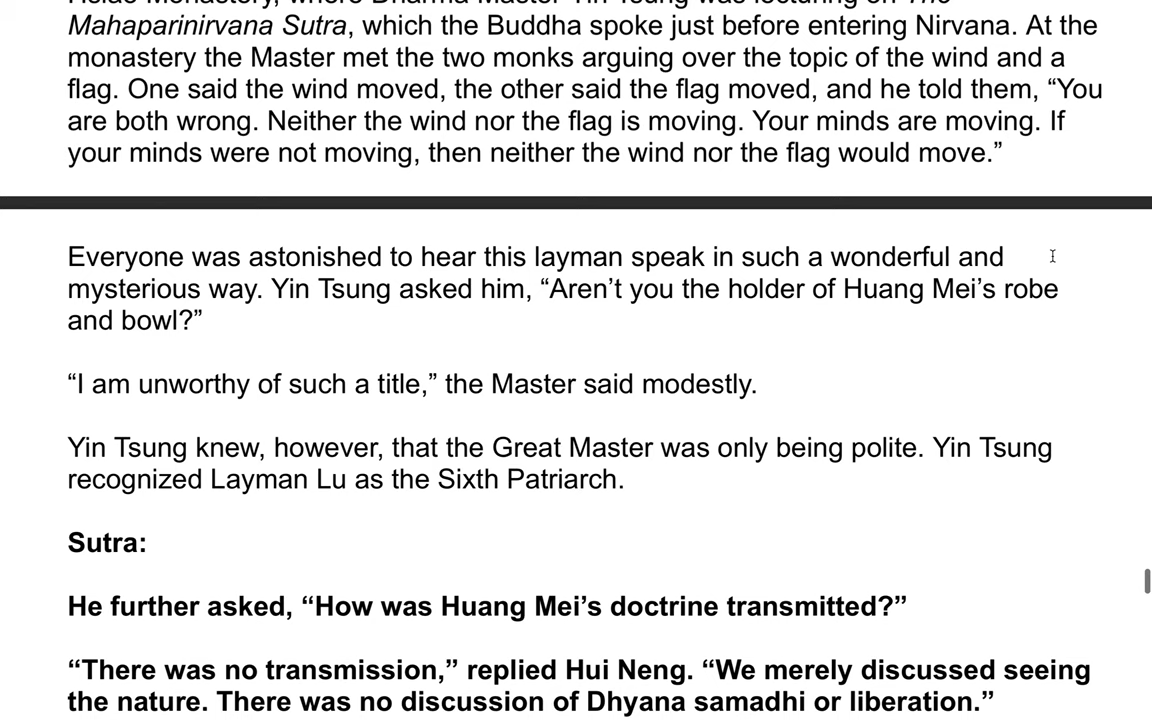 Mahaparinirvana Sutra, which the Buddha spoke just before entering Nirvana. At the
monastery the Master met the two monks arguing over the topic of the wind and a
flag. One said the wind moved, the other said the flag moved, and he told them, “You
are both wrong. Neither the wind nor the flag is moving. Your minds are moving. If
your minds were not moving, then neither the wind nor the flag would move.”
Everyone was astonished to hear this layman speak in such a wonderful and
mysterious way. Yin Tsung asked him, “Aren’t you the holder of Huang Mei’s robe
and bowl?”
“I am unworthy of such a title,” the Master said modestly.
Yin Tsung knew, however, that the Great Master was only being polite. Yin Tsung
recognized Layman Lu as the Sixth Patriarch.
Sutra:
He further asked, “How was Huang Mei’s doctrine transmitted?”
“There was no transmission,” replied Hui Neng. “We merely discussed seeing
the nature. There was no discussion of Dhyana samadhi or liberation.”